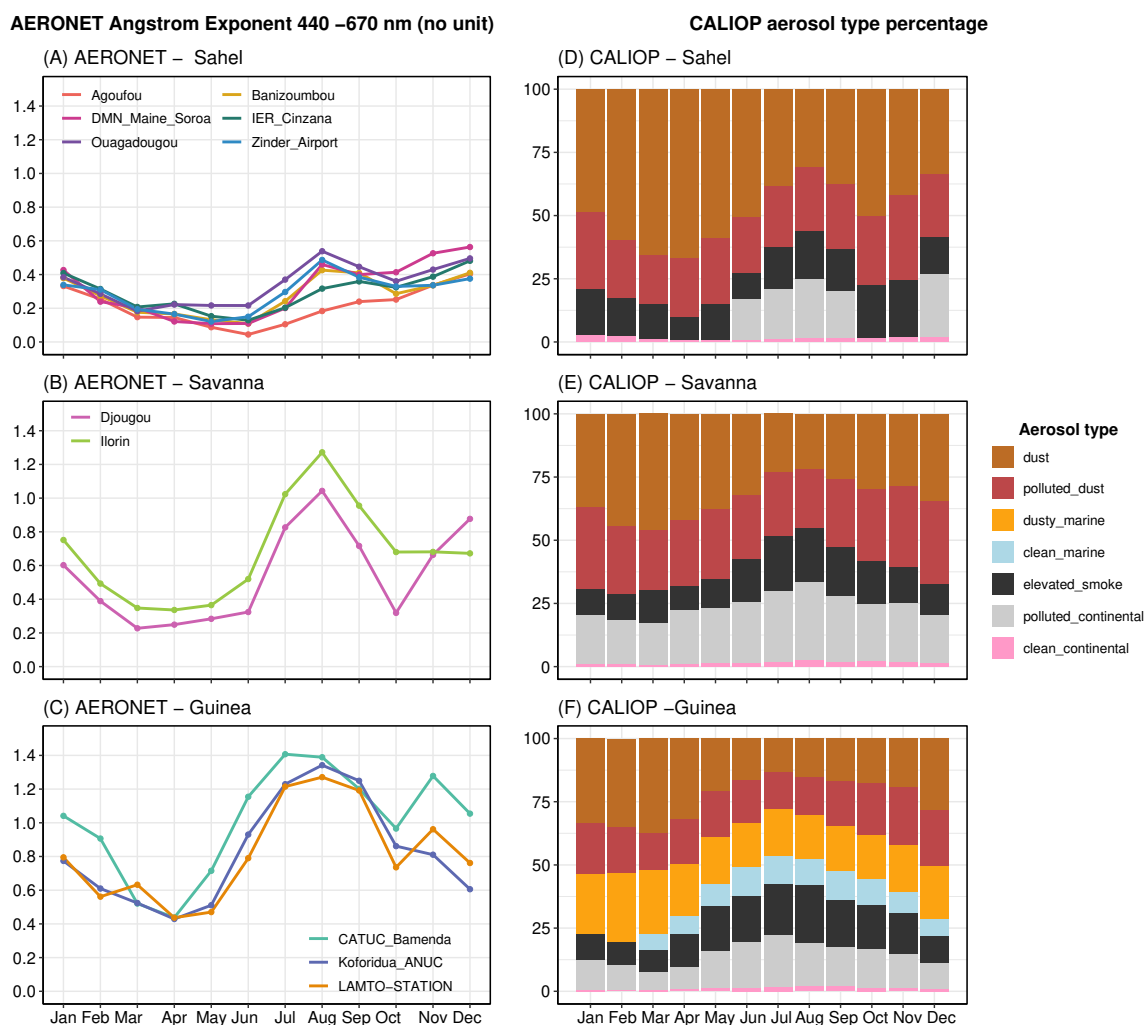 AERONET Angstrom Exponent 440 –670 nm (no unit)
CALIOP aerosol type percentage
(A) AERONET – Sahel
1.4
1.2
1.0
0.8
0.6
0.4
0.2
0.0
Agoufou
DMN_Maine_Soroa
Ouagadougou
Banizoumbou
IER_Cinzana
Zinder_Airport
(D) CALIOP – Sahel
100
75
50
25
0
(B) AERONET – Savanna
1.4
1.2
1.0
0.8
0.6
0.4
0.2
0.0
Djougou
Ilorin
(E) CALIOP – Savanna
100
75
50
25
0
Aerosol type
dust
polluted_dust
dusty_marine
clean_marine
elevated_smoke
polluted_continental
clean_continental
(C) AERONET – Guinea
1.4
1.2
1.0
0.8
0.6
0.4
0.2
0.0
CATUC_Bamenda
Koforidua_ANUC
LAMTO-STATION
Jan Feb Mar Apr May Jun Jul Aug Sep Oct Nov Dec
(F) CALIOP –Guinea
100
75
50
25
0
Jan Feb Mar Apr May Jun Jul Aug Sep Oct Nov Dec